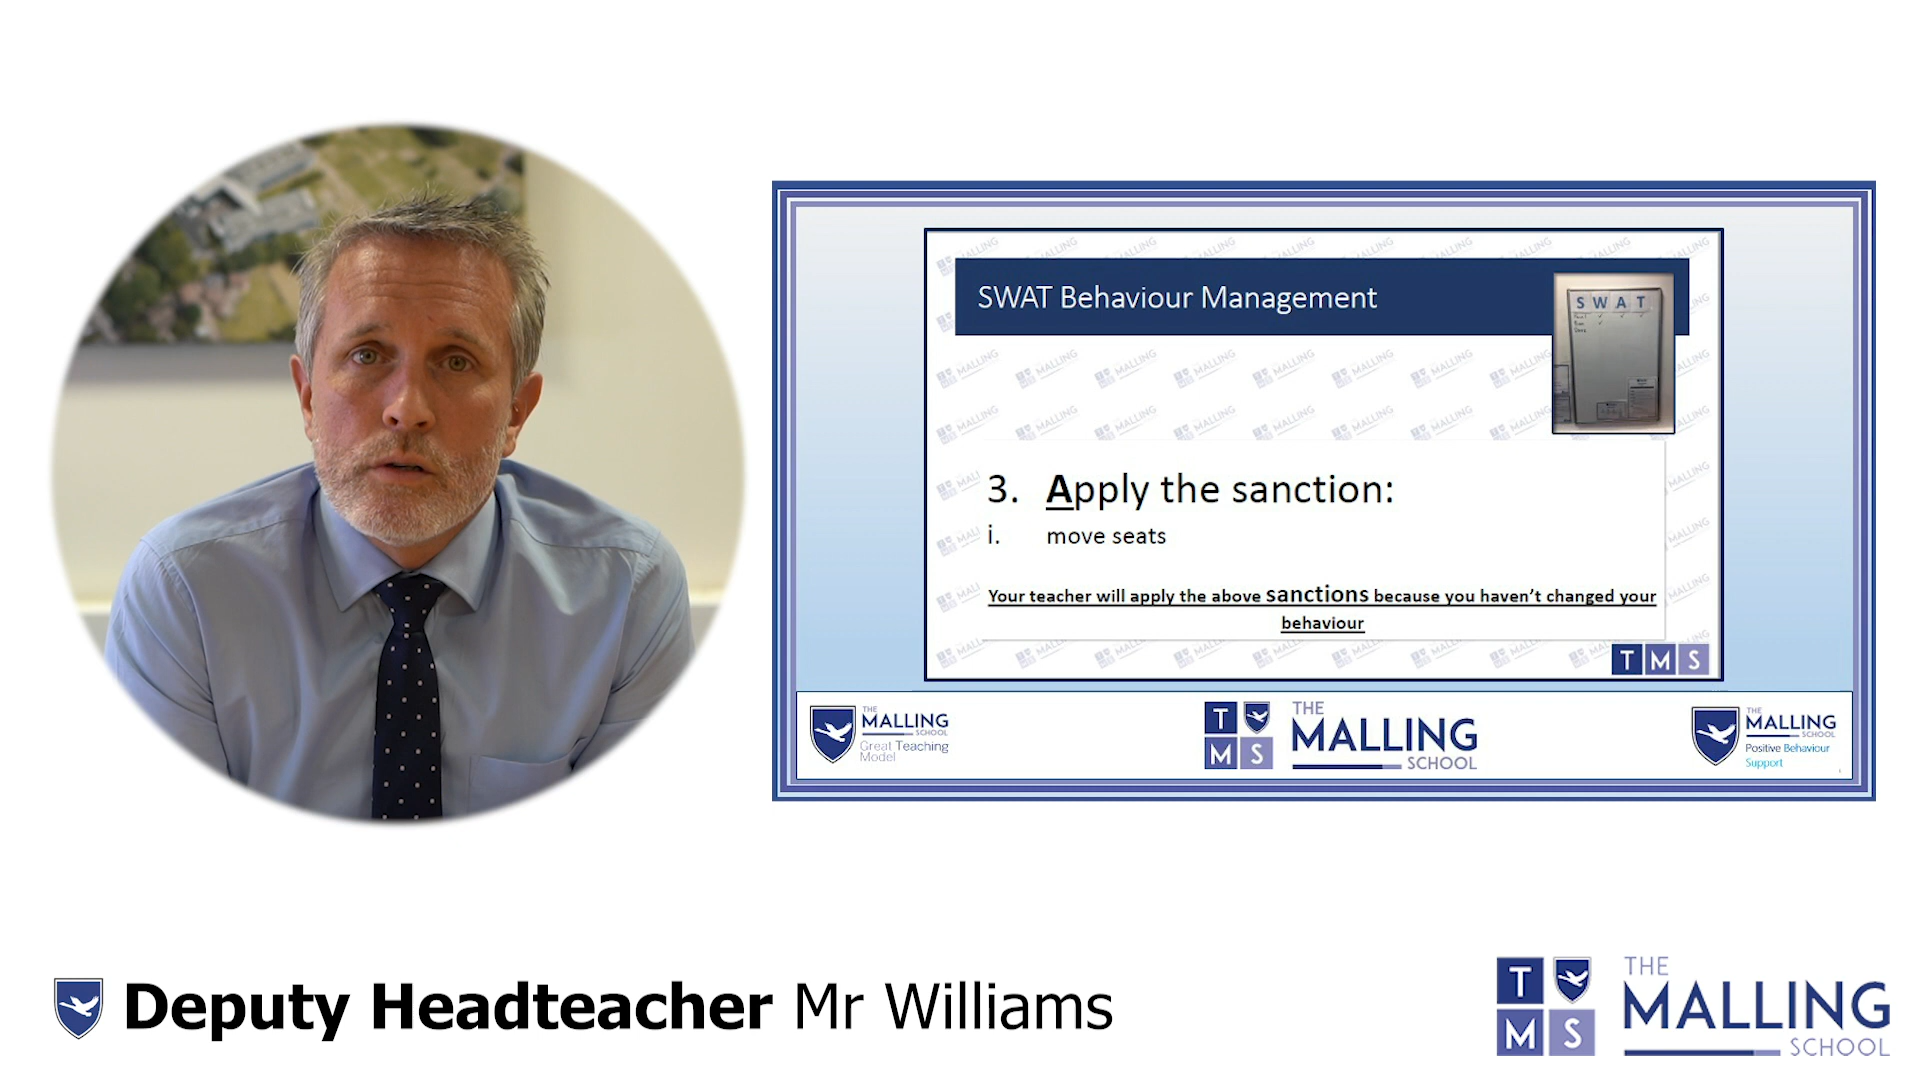 SWAT Behaviour Management
S W A T
3. Apply the sanction:
i. move seats
Your teacher will apply the above sanctions because you haven't changed your
behaviour
T M S
THE
MALLING
SCHOOL
Great Teaching
Model
T
M S
THE
MALLING
SCHOOL
THE
MALLING
SCHOOL
Positive Behaviour
Support
Deputy Headteacher Mr Williams
T
M S
THE
MALLING
SCHOOL